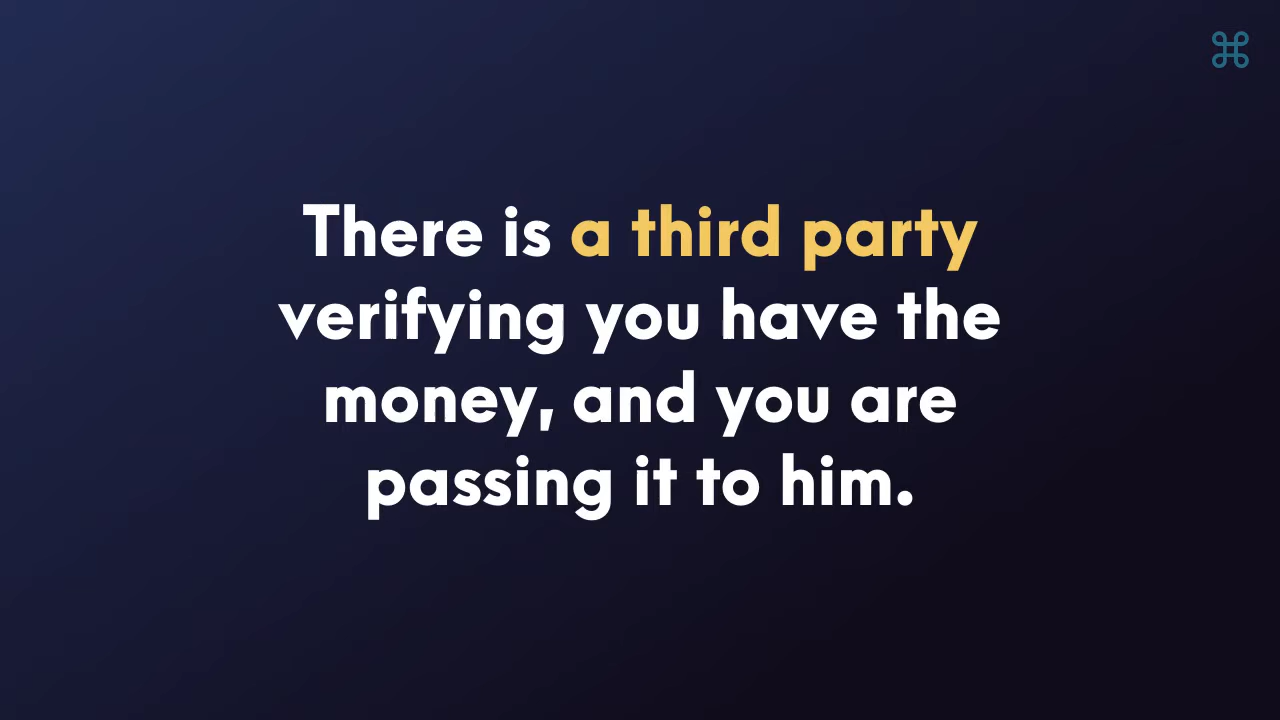 There is a third party
verifying you have the
money, and you are
passing it to him.